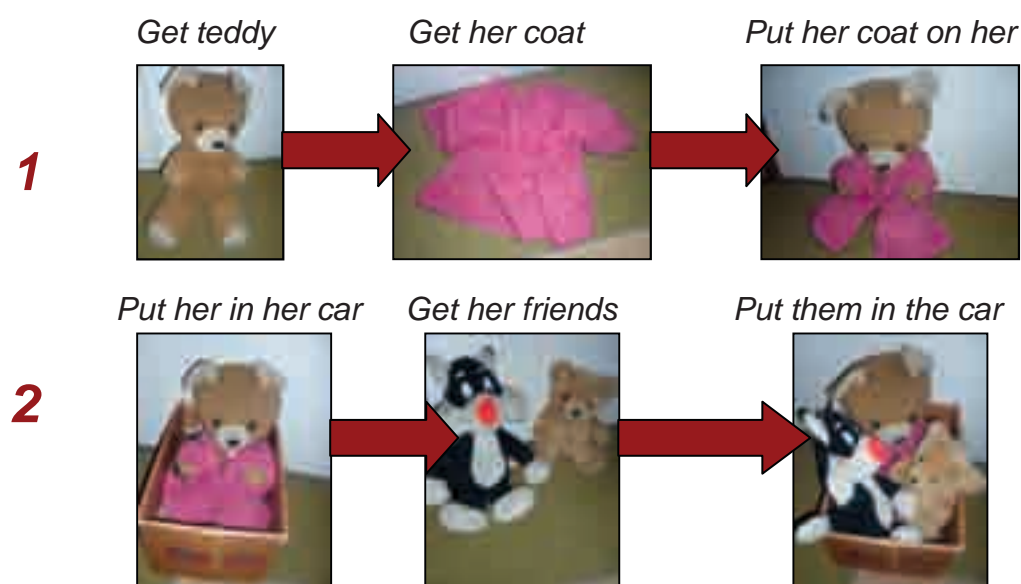 Get teddy
Get her coat
Put her coat on her
1
Put her in her car
Get her friends
Put them in the car
2